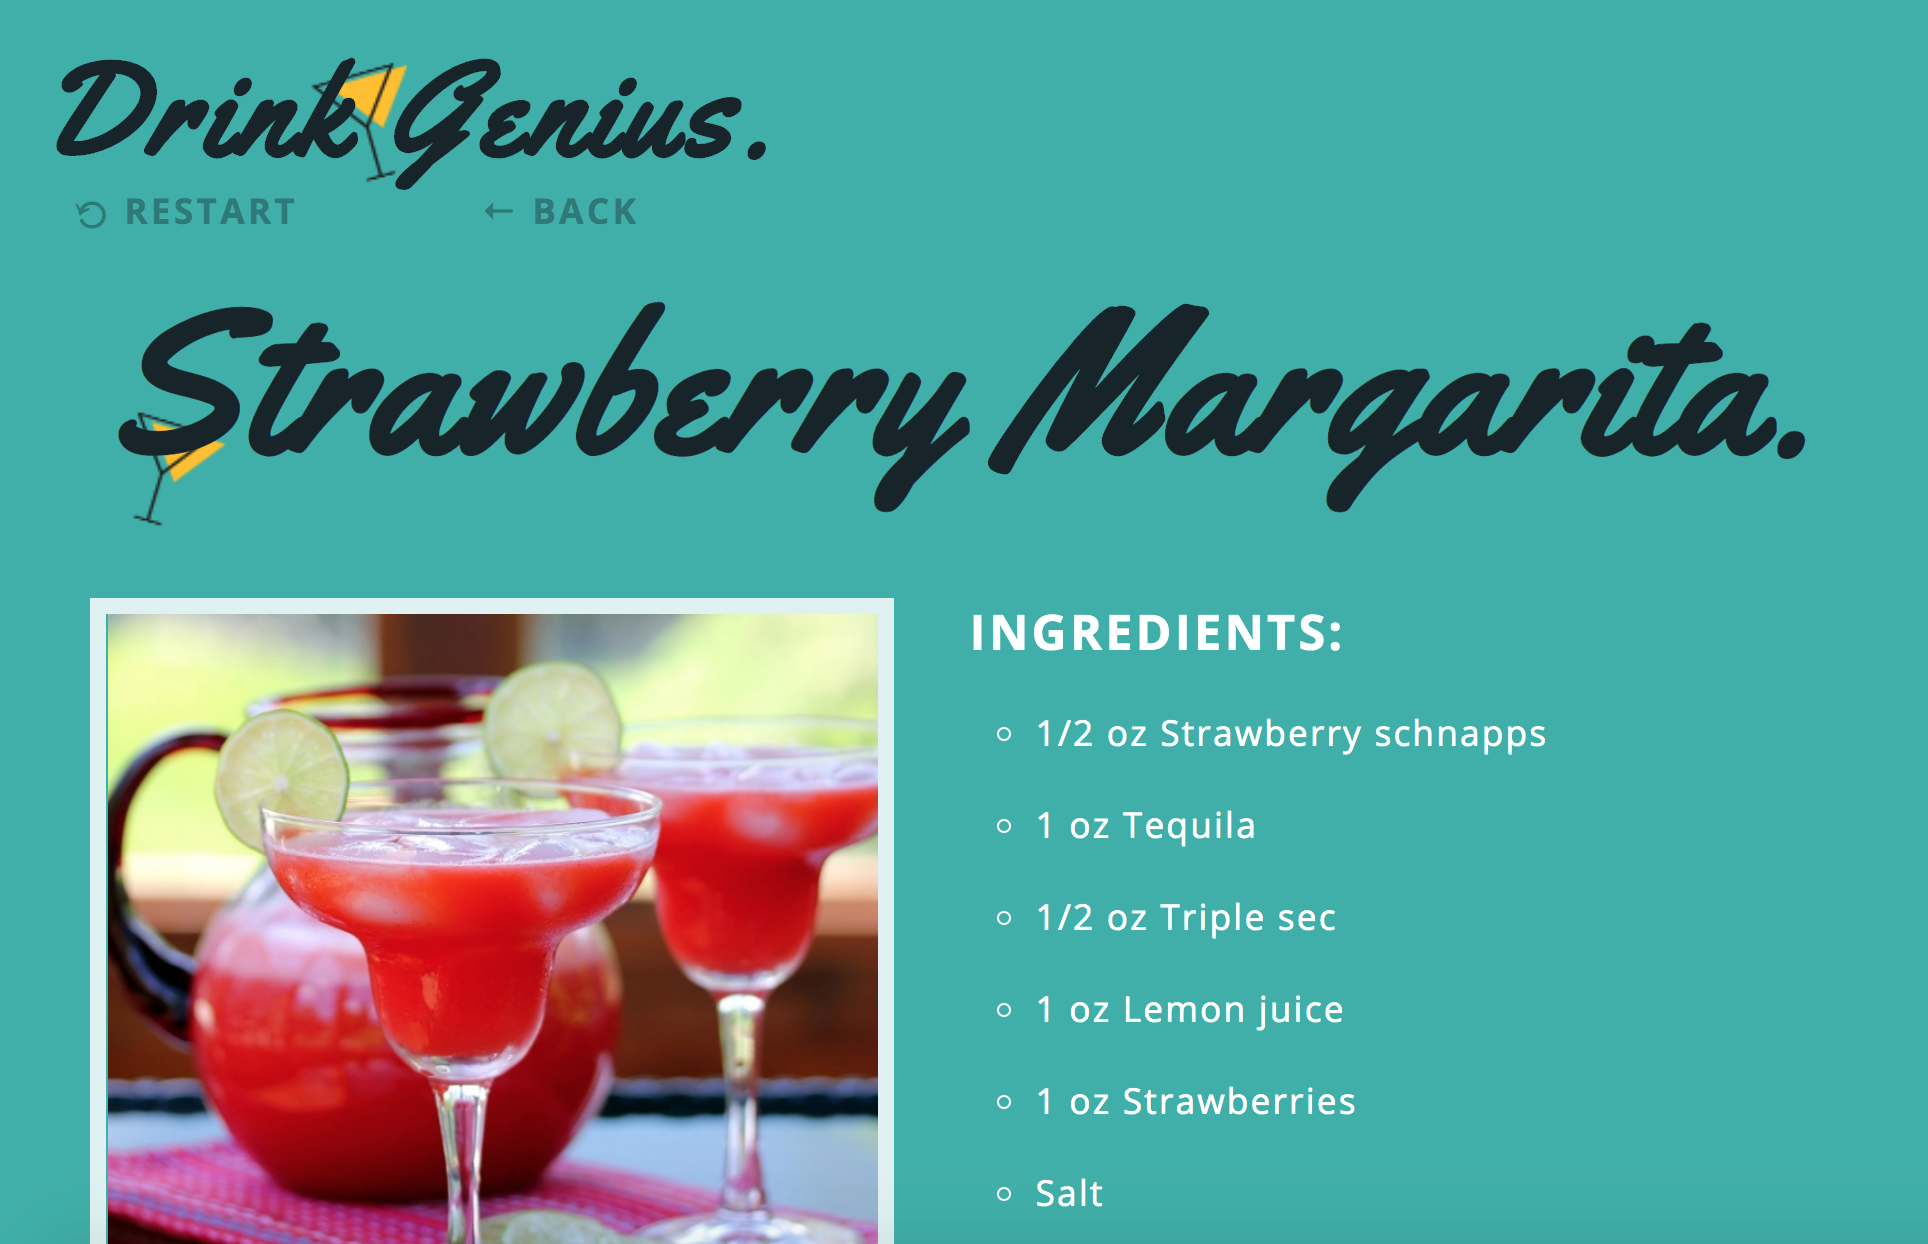 Drink Genius.
RESTART
BACK
Strawberry Margarita.
INGREDIENTS:
1/2 oz Strawberry schnapps
1 oz Tequila
1/2 oz Triple sec
1 oz Lemon juice
1 oz Strawberries
Salt